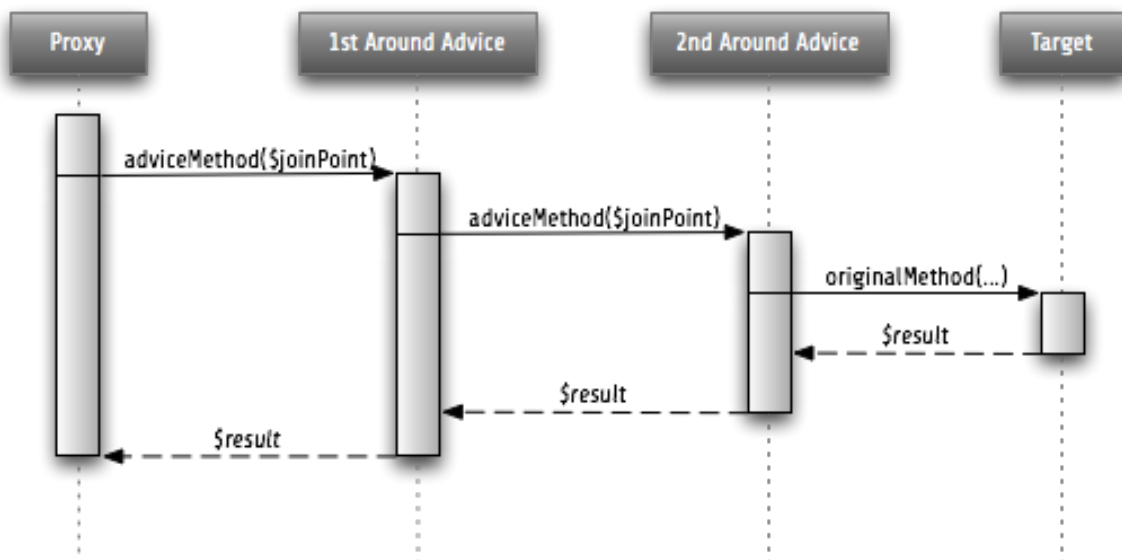 Proxy
1st Around Advice
2nd Around Advice
Target
adviceMethod($joinPoint)
adviceMethod($joinPoint)
originalMethod(...)
$result
$result
$result